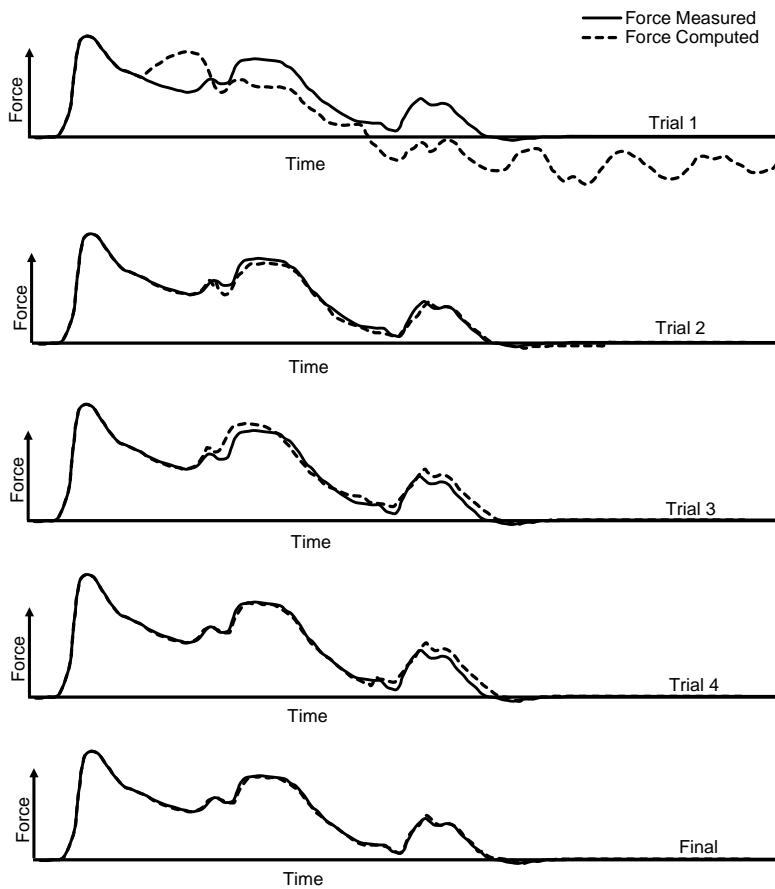 Force Measured
Force Computed
Force
Trial 1
Time
Force
Trial 2
Time
Force
Trial 3
Time
Force
Trial 4
Time
Force
Final
Time